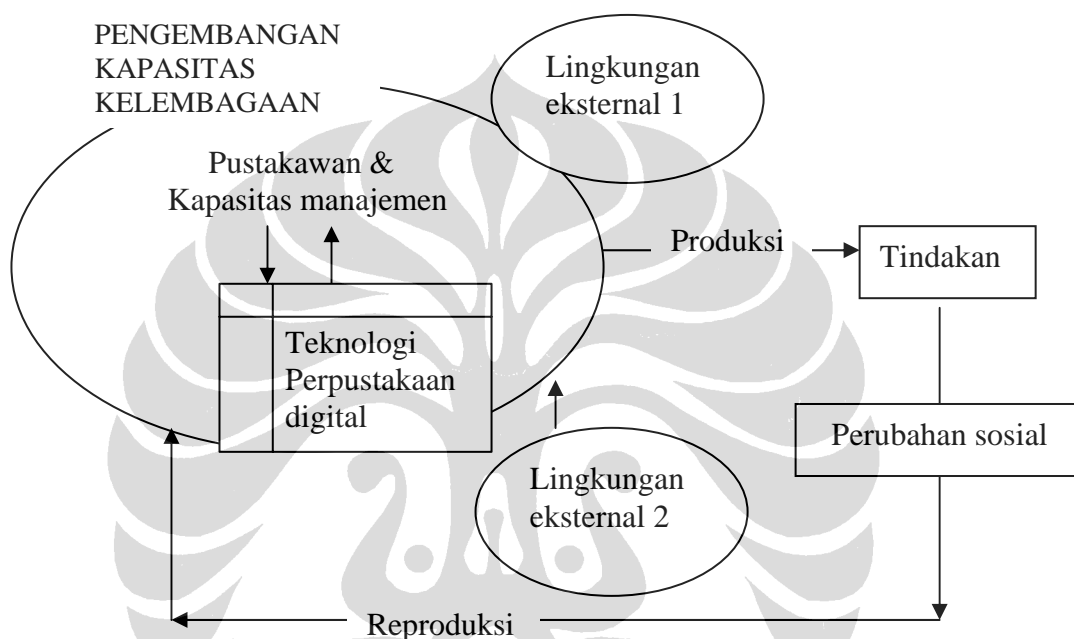 PENGEMBANGAN
KAPASITAS
KELEMBAGAAN
Lingkungan
eksternal 1
Pustakawan &
Kapasitas manajemen
Produksi
Tindakan
Teknologi
Perpustakaan
digital
Perubahan sosial
Lingkungan
eksternal 2
Reproduksi